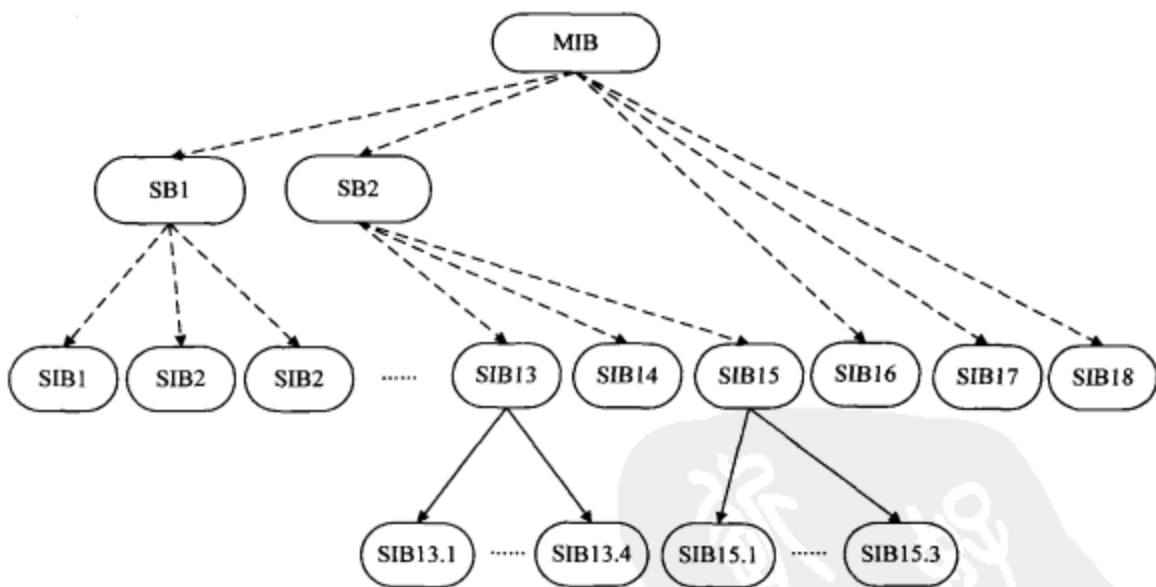 MIB
SB1 SB2
SIB1 SIB2 SIB2 ...... SIB13 SIB14 SIB15 SIB16 SIB17 SIB18
SIB13.1 ...... SIB13.4 SIB15.1 ...... SIB15.3